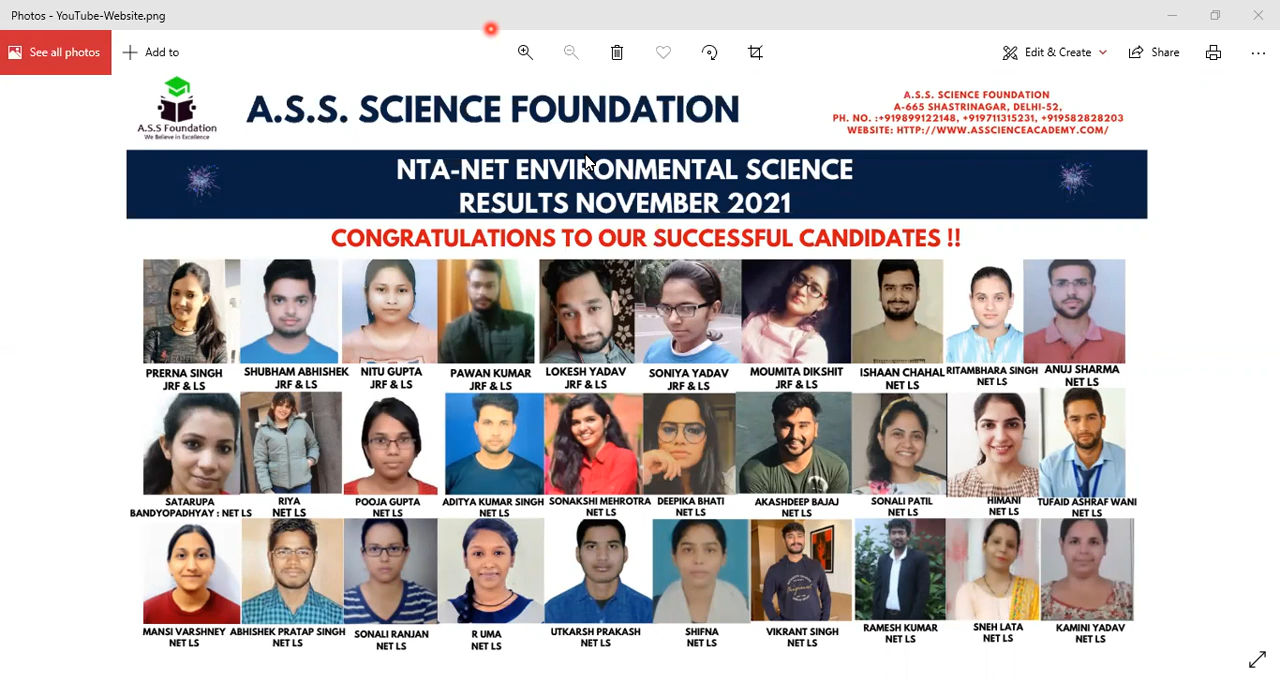 Photos - YouTube-Website.png
See all photos
Add to
Edit & Create
Share
A.S.S Foundation
We Believe in Excellence
A.S.S. SCIENCE FOUNDATION
A.S.S. SCIENCE FOUNDATION
A-665 SHASTRINAGAR, DELHI-52,
PH. NO. :+919899122148, +919711315231, +919582828203
WEBSITE: HTTP://WWW.ASSCIENCEACADEMY.COM/
NTA-NET ENVIRONMENTAL SCIENCE
RESULTS NOVEMBER 2021
CONGRATULATIONS TO OUR SUCCESSFUL CANDIDATES !!
PRERNA SINGH
JRF & LS
SHUBHAM ABHISHEK
JRF & LS
NITU GUPTA
JRF & LS
PAWAN KUMAR
JRF & LS
LOKESH YADAV
JRF & LS
SONIYA YADAV
JRF & LS
MOUMITA DIKSHIT
JRF & LS
ISHAAN CHAHAL
NET LS
RITAMBHARA SINGH
NET LS
ANUJ SHARMA
NET LS
SATARUPA
BANDYOPADHYAY : NET LS
RIYA
NET LS
POOJA GUPTA
NET LS
ADITYA KUMAR SINGH
NET LS
SONAKSHI MEHROTRA
NET LS
DEEPIKA BHATI
NET LS
AKASHDEEP BAJAJ
NET LS
SONALI PATIL
NET LS
HIMANI
NET LS
TUFAID ASHRAF WANI
NET LS
MANSI VARSHNEY
NET LS
ABHISHEK PRATAP SINGH
NET LS
SONALI RANJAN
NET LS
R UMA
NET LS
UTKARSH PRAKASH
NET LS
SHIFNA
NET LS
VIKRANT SINGH
NET LS
RAMESH KUMAR
NET LS
SNEH LATA
NET LS
KAMINI YADAV
NET LS